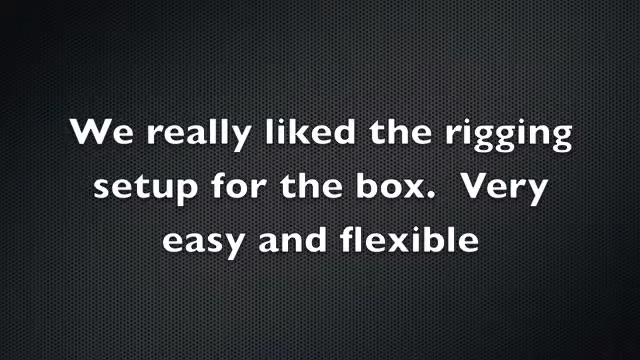 We really liked the rigging
setup for the box.  Very
easy and flexible